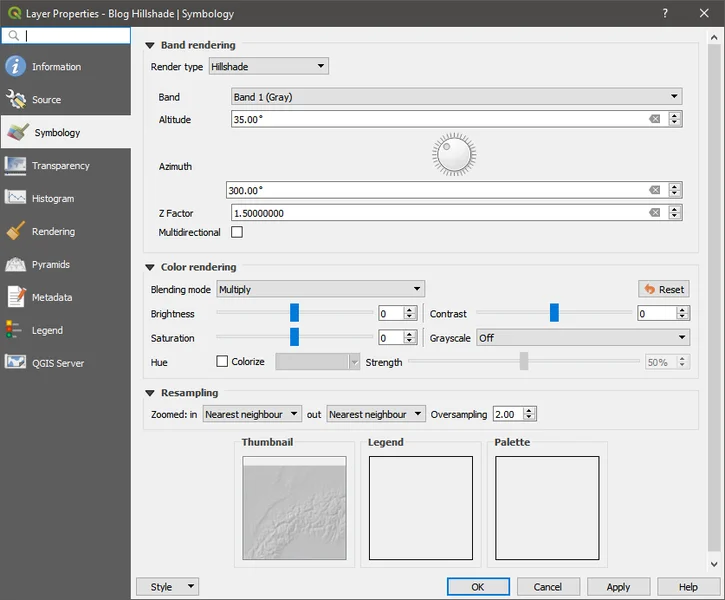 Layer Properties - Blog Hillshade | Symbology
Information
Source
Symbology
Transparency
Histogram
Rendering
Pyramids
Metadata
Legend
QGIS Server
Band rendering
Render type Hillshade
Band Band 1 (Gray)
Altitude 35.00°
Azimuth
300.00°
Z Factor 1.50000000
Multidirectional
Color rendering
Blending mode Multiply Reset
Brightness 0 Contrast 0
Saturation 0 Grayscale Off
Hue Colorize Strength 50%
Resampling
Zoomed: in Nearest neighbour out Nearest neighbour Oversampling 2.00
Thumbnail Legend Palette
Style OK Cancel Apply Help